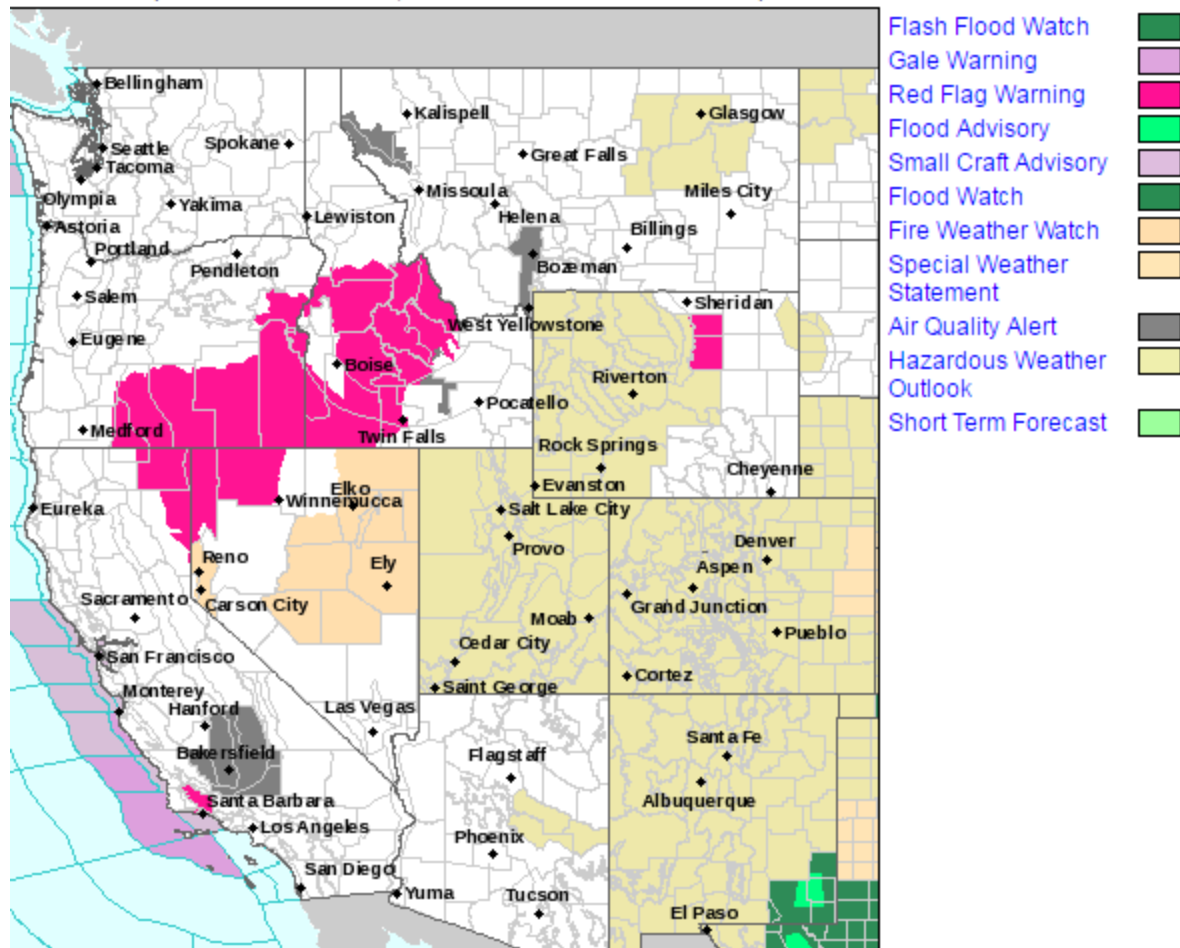 Flash Flood Watch
Gale Warning
Red Flag Warning
Flood Advisory
Small Craft Advisory
Flood Watch
Fire Weather Watch
Special Weather
Statement
Air Quality Alert
Hazardous Weather
Outlook
Short Term Forecast
Bellingham
Kalispell
Glasgow
Seattle
Spokane
Great Falls
Tacoma
Missoula
Miles City
Olympia
Yakima
Lewiston
Helena
Astoria
Billings
Portland
Pendleton
Bozeman
Salem
Sheridan
West Yellowstone
Eugene
Boise
Riverton
Pocatello
Medford
Twin Falls
Rock Springs
Cheyenne
Evanston
Elko
Winnemucca
Eureka
Salt Lake City
Provo
Denver
Reno
Ely
Aspen
Sacramento
Carson City
Grand Junction
Moab
Pueblo
Cedar City
San Francisco
Cortez
Saint George
Monterey
Hanford
Las Vegas
Santa Fe
Bakersfield
Flagstaff
Santa Barbara
Albuquerque
Los Angeles
Phoenix
San Diego
Yuma
Tucson
El Paso